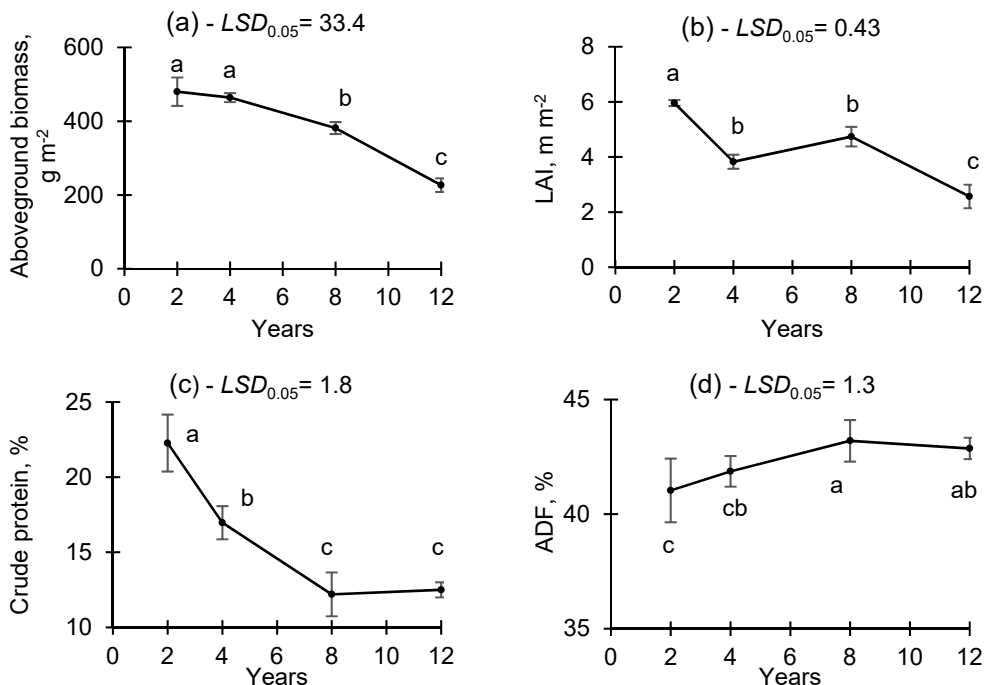 (a) - LSD0.05= 33.4
Aboveground biomass,
g m-2
600
400
200
0
a
a
b
c
0 2 4 6 8 10 12
Years
(b) - LSD0.05= 0.43
LAI, m m-2
8
6
4
2
0
a
b
b
c
0 2 4 6 8 10 12
Years
(c) - LSD0.05= 1.8
Crude protein, %
25
20
15
10
a
b
c
c
0 2 4 6 8 10 12
Years
(d) - LSD0.05= 1.3
ADF, %
45
40
35
c
cb
a
ab
0 2 4 6 8 10 12
Years